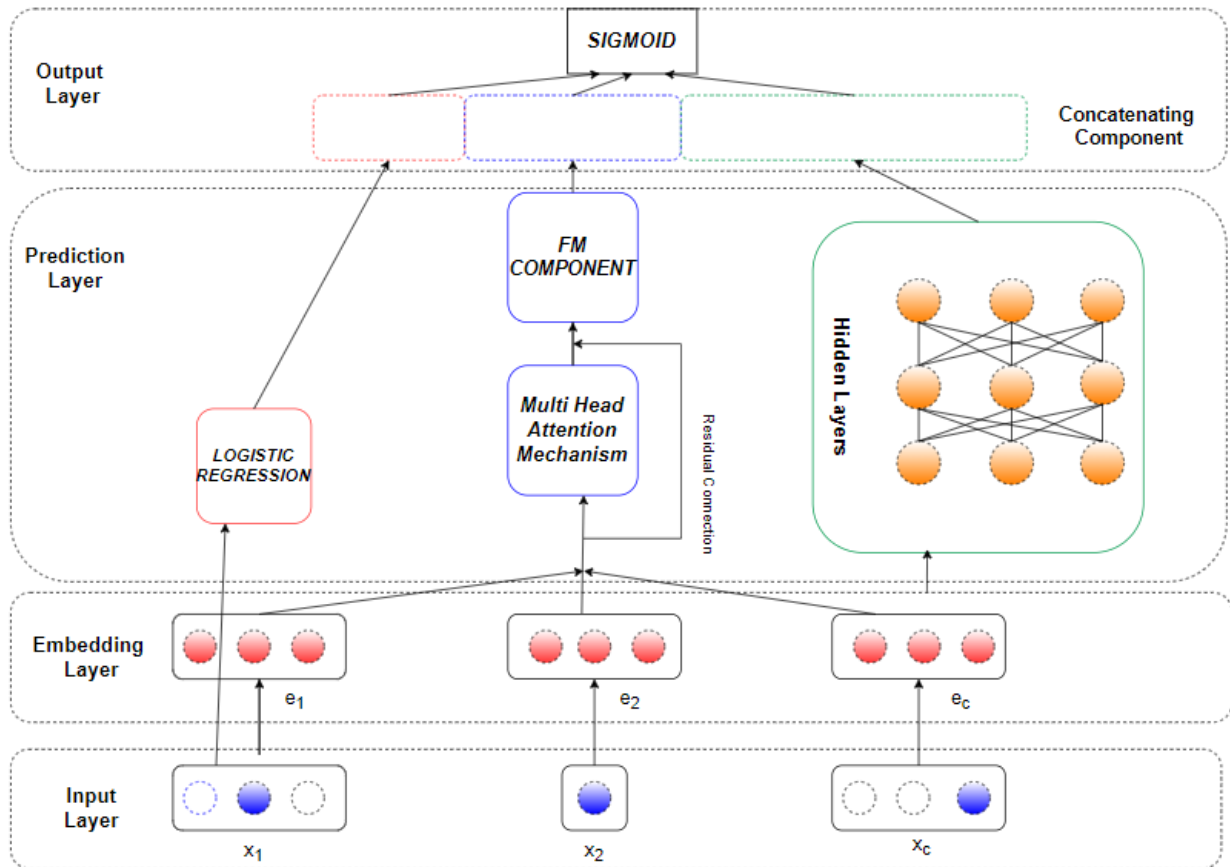 SIGMOID
Output
Layer
Concatenating
Component
Prediction
Layer
FM
COMPONENT
Multi Head
Attention
Mechanism
Residual Connection
LOGISTIC
REGRESSION
Hidden Layers
Embedding
Layer
e1
e2
ec
Input
Layer
x1
x2
xc